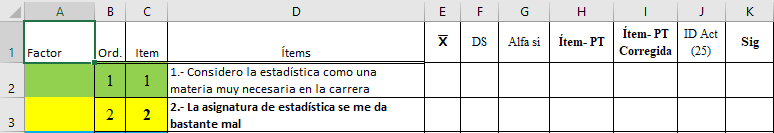 A B C D E F G H I J K
1 Factor Ord. Item Ítems X̅ DS Alfa si Ítem- PT Ítem- PT Corregida ID Act (25) Sig
2 1 1 1.- Considero la estadística como una materia muy necesaria en la carrera
3 2 2 2.- La asignatura de estadística se me da bastante mal